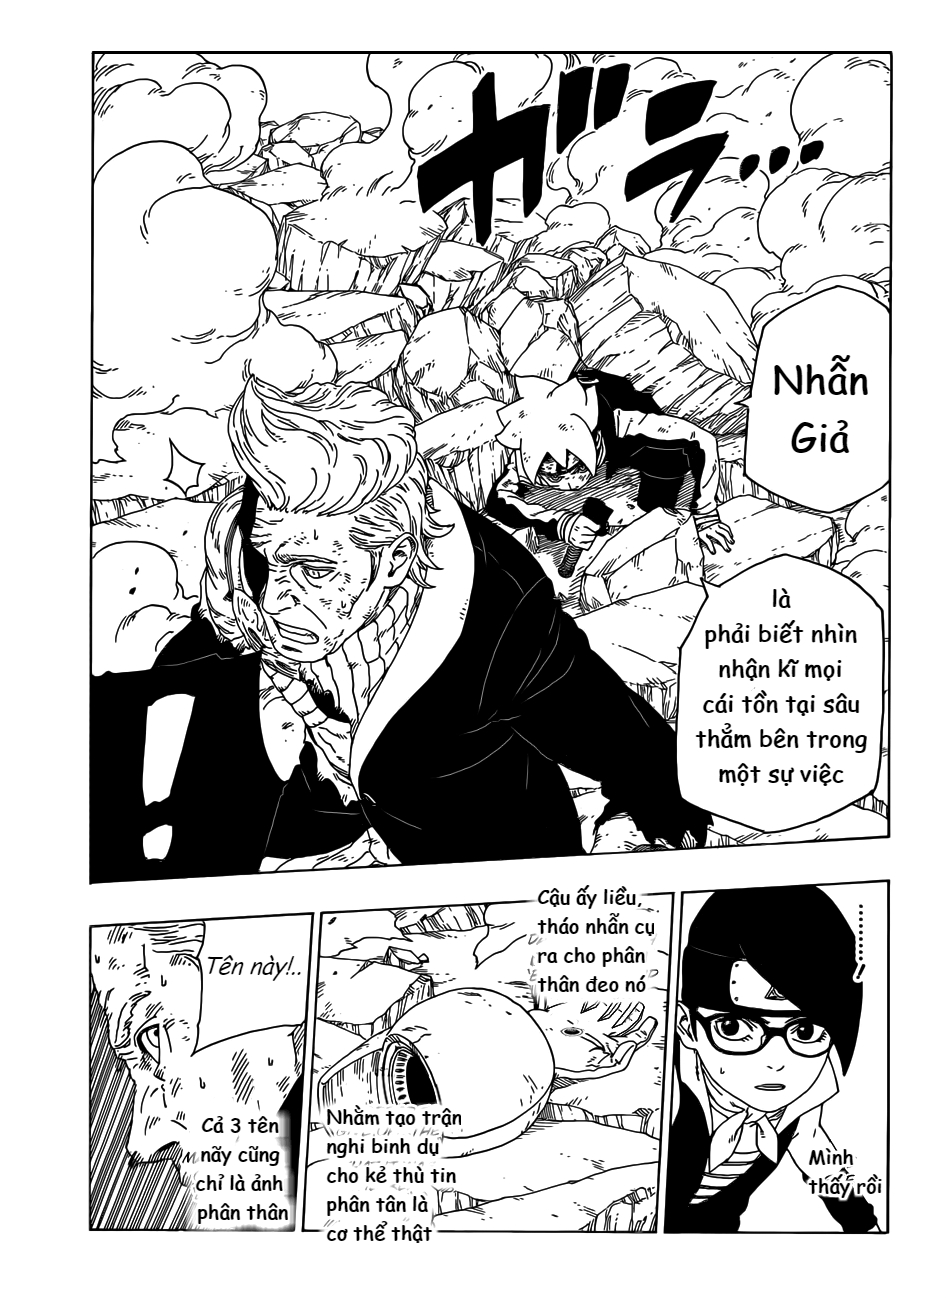 ガラ...
Nhẫn
Giả
là
phải biết nhìn
nhận kĩ mọi
cái tồn tại sâu
thẳm bên trong
một sự việc
........!
Mình
thấy rồi
Cậu ấy liều,
tháo nhẫn cụ
ra cho phân
thân đeo nó
Nhằm tạo trận
nghi binh dụ
cho kẻ thù tin
phân tân là
cơ thể thật
Tên này!..
Cả 3 tên
nãy cũng
chỉ là ảnh
phân thân